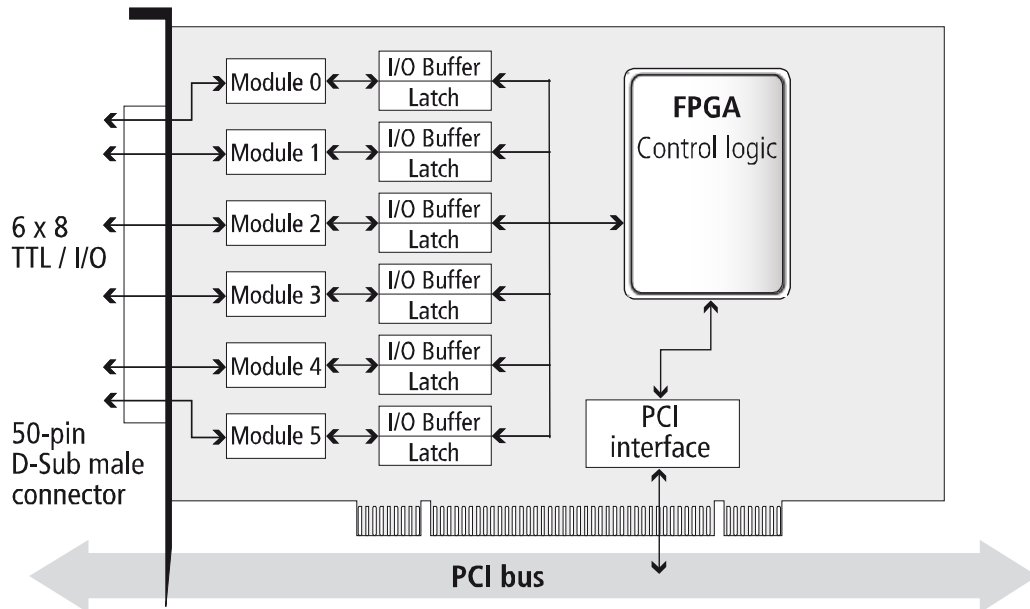 Module 0
I/O Buffer
Latch
Module 1
I/O Buffer
Latch
Module 2
I/O Buffer
Latch
Module 3
I/O Buffer
Latch
Module 4
I/O Buffer
Latch
Module 5
I/O Buffer
Latch
FPGA
Control logic
6 x 8
TTL / I/O
50-pin
D-Sub male
connector
PCI
interface
PCI bus